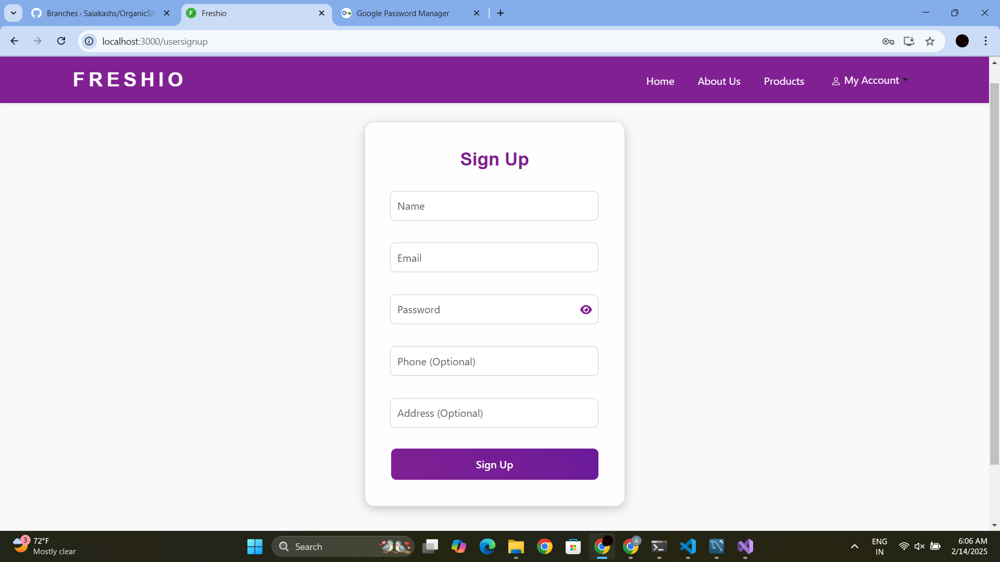 Branches · Saiakashs/OrganicSh
Freshio
Google Password Manager
localhost:3000/usersignup
FRESHIO
Home
About Us
Products
My Account
Sign Up
Name
Email
Password
Phone (Optional)
Address (Optional)
Sign Up
3
72°F
Mostly clear
Search
A
ENG
IN
6:06 AM
2/14/2025